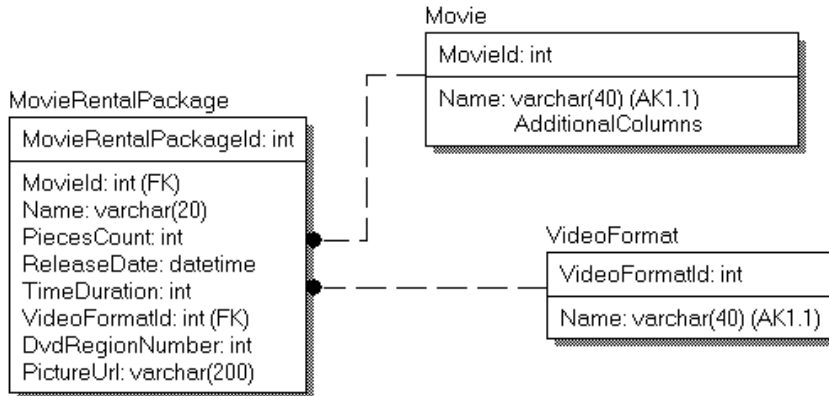 Movie
MovieId: int
Name: varchar(40) (AK1.1)
AdditionalColumns
MovieRentalPackage
MovieRentalPackageId: int
MovieId: int (FK)
Name: varchar(20)
PiecesCount: int
ReleaseDate: datetime
TimeDuration: int
VideoFormatId: int (FK)
DvdRegionNumber: int
PictureUrl: varchar(200)
VideoFormat
VideoFormatId: int
Name: varchar(40) (AK1.1)